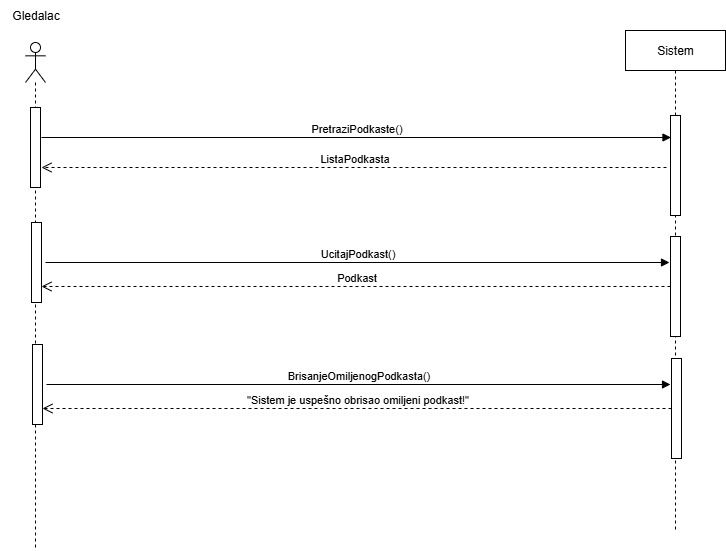 Gledalac
Sistem
PretraziPodkaste()
ListaPodkasta
UcitajPodkast()
Podkast
BrisanjeOmiljenogPodkasta()
"Sistem je uspešno obrisao omiljeni podkast!"